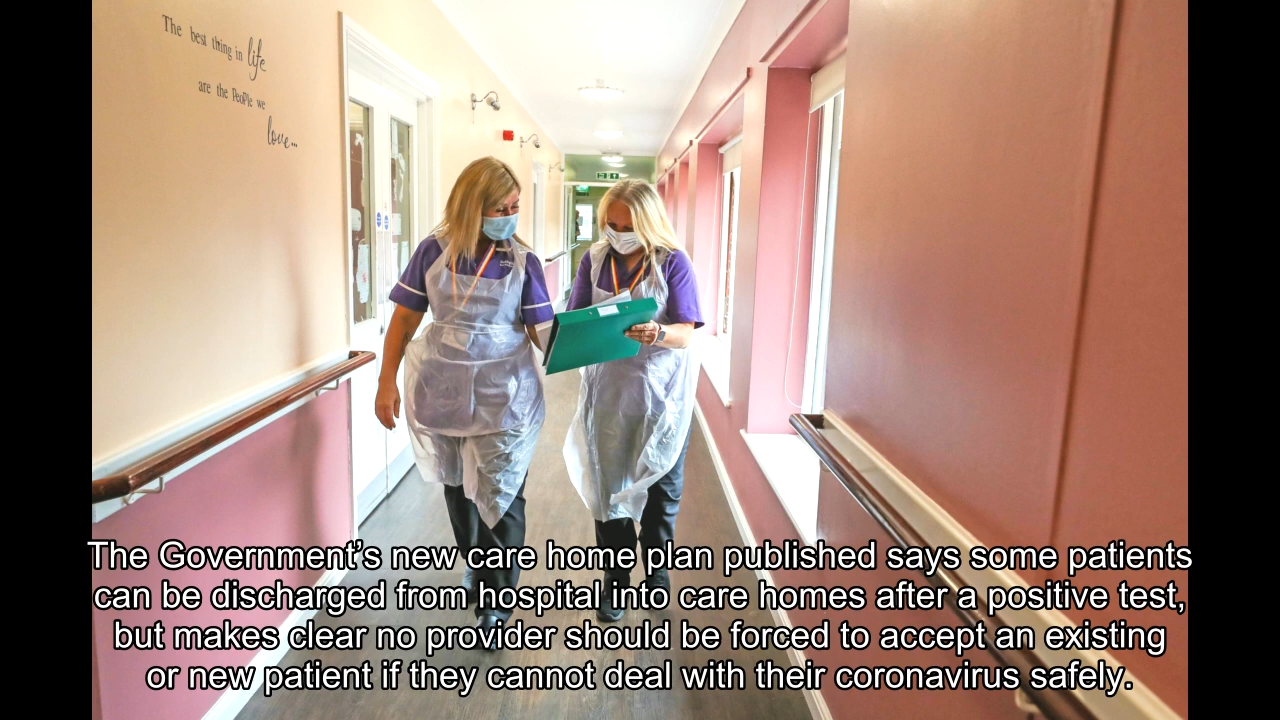 The best thing in life
are the People we
love...
The Government's new care home plan published says some patients
can be discharged from hospital into care homes after a positive test,
but makes clear no provider should be forced to accept an existing
or new patient if they cannot deal with their coronavirus safely.